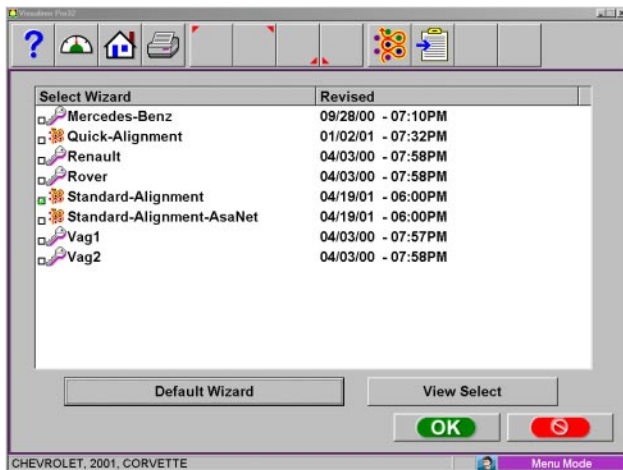 Visualiner Pro32
Select Wizard Revised
Mercedes-Benz 09/28/00 - 07:10PM
Quick-Alignment 01/02/01 - 07:32PM
Renault 04/03/00 - 07:58PM
Rover 04/03/00 - 07:58PM
Standard-Alignment 04/19/01 - 06:00PM
Standard-Alignment-AsaNet 04/19/01 - 06:00PM
Vag1 04/03/00 - 07:57PM
Vag2 04/03/00 - 07:58PM
Default Wizard View Select
OK
CHEVROLET, 2001, CORVETTE Menu Mode